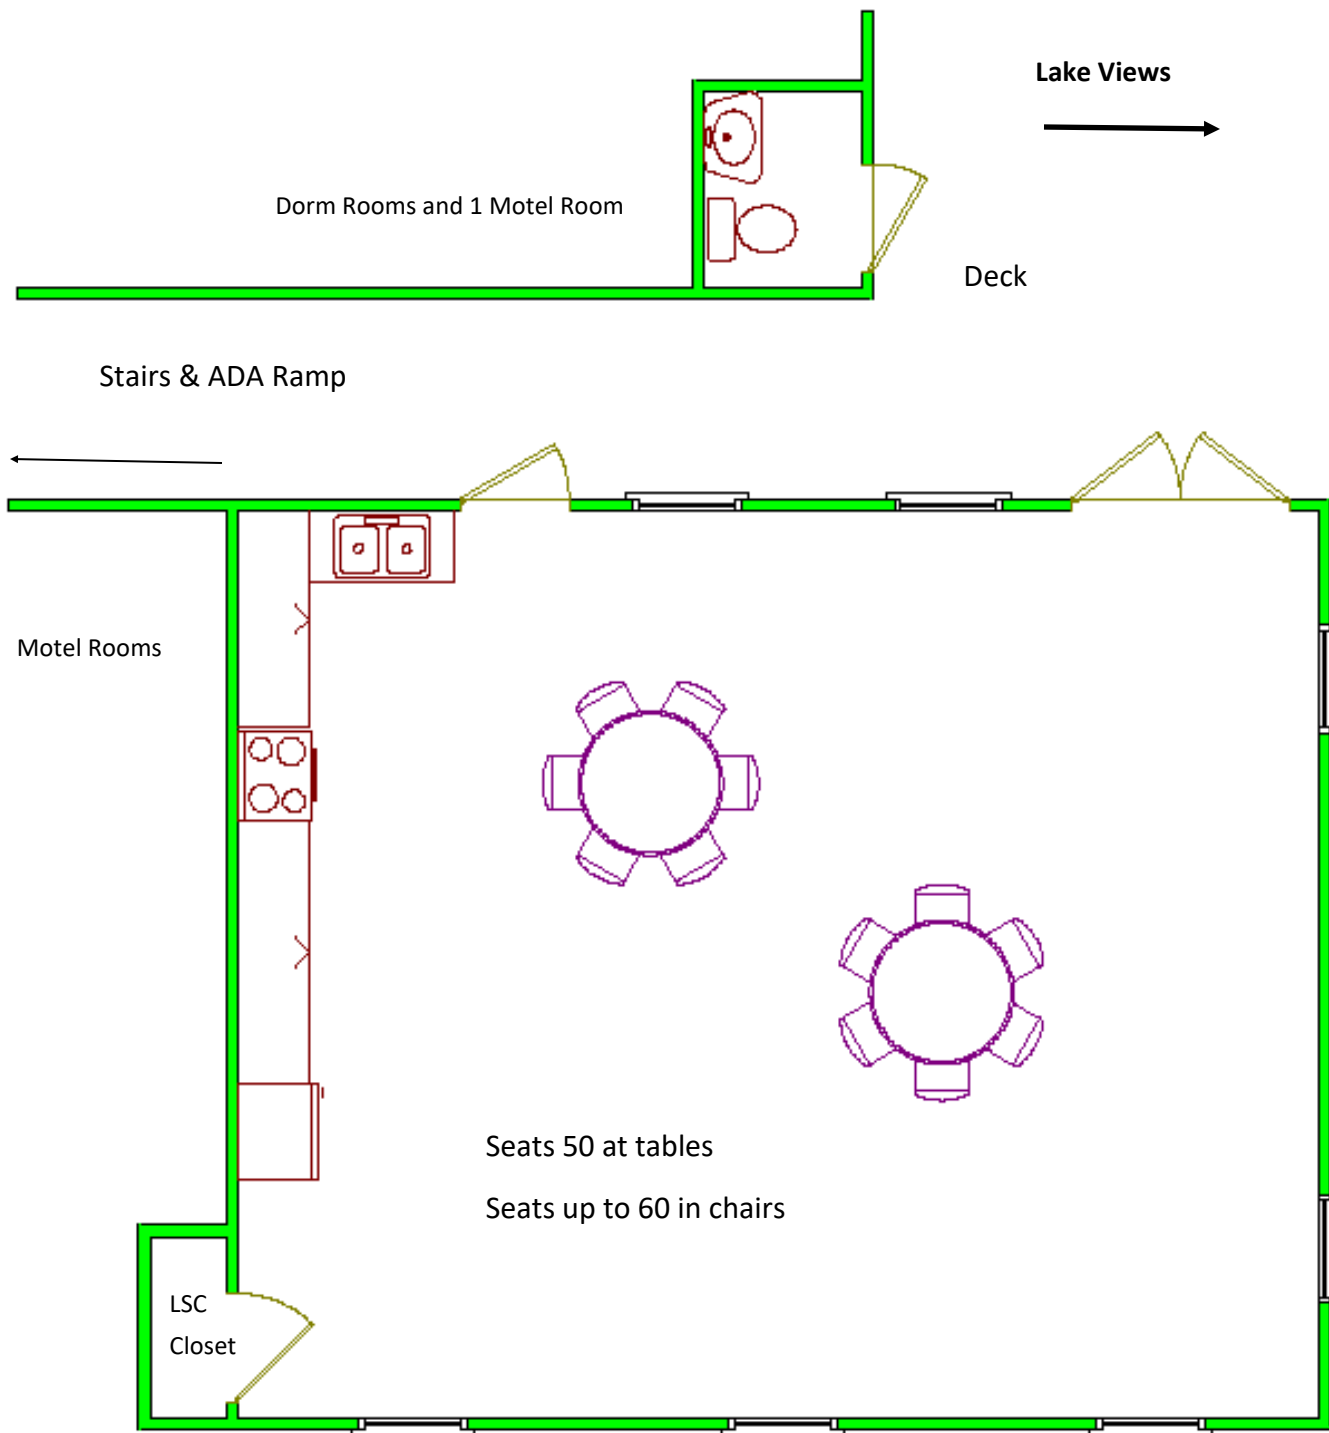 Lake Views
Dorm Rooms and 1 Motel Room
Deck
Stairs & ADA Ramp
Motel Rooms
Seats 50 at tables
Seats up to 60 in chairs
LSC
Closet